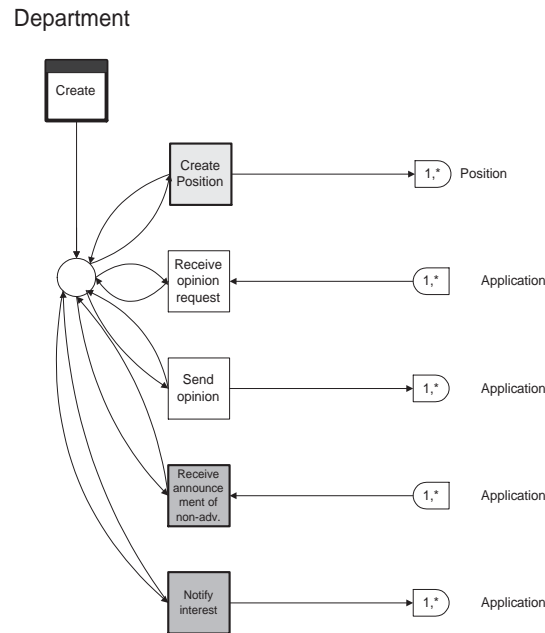 Department
Create
Create
Position
1,*
Position
Receive
opinion
request
1,*
Application
Send
opinion
1,*
Application
Receive
announce
ment of
non-adv.
1,*
Application
Notify
interest
1,*
Application